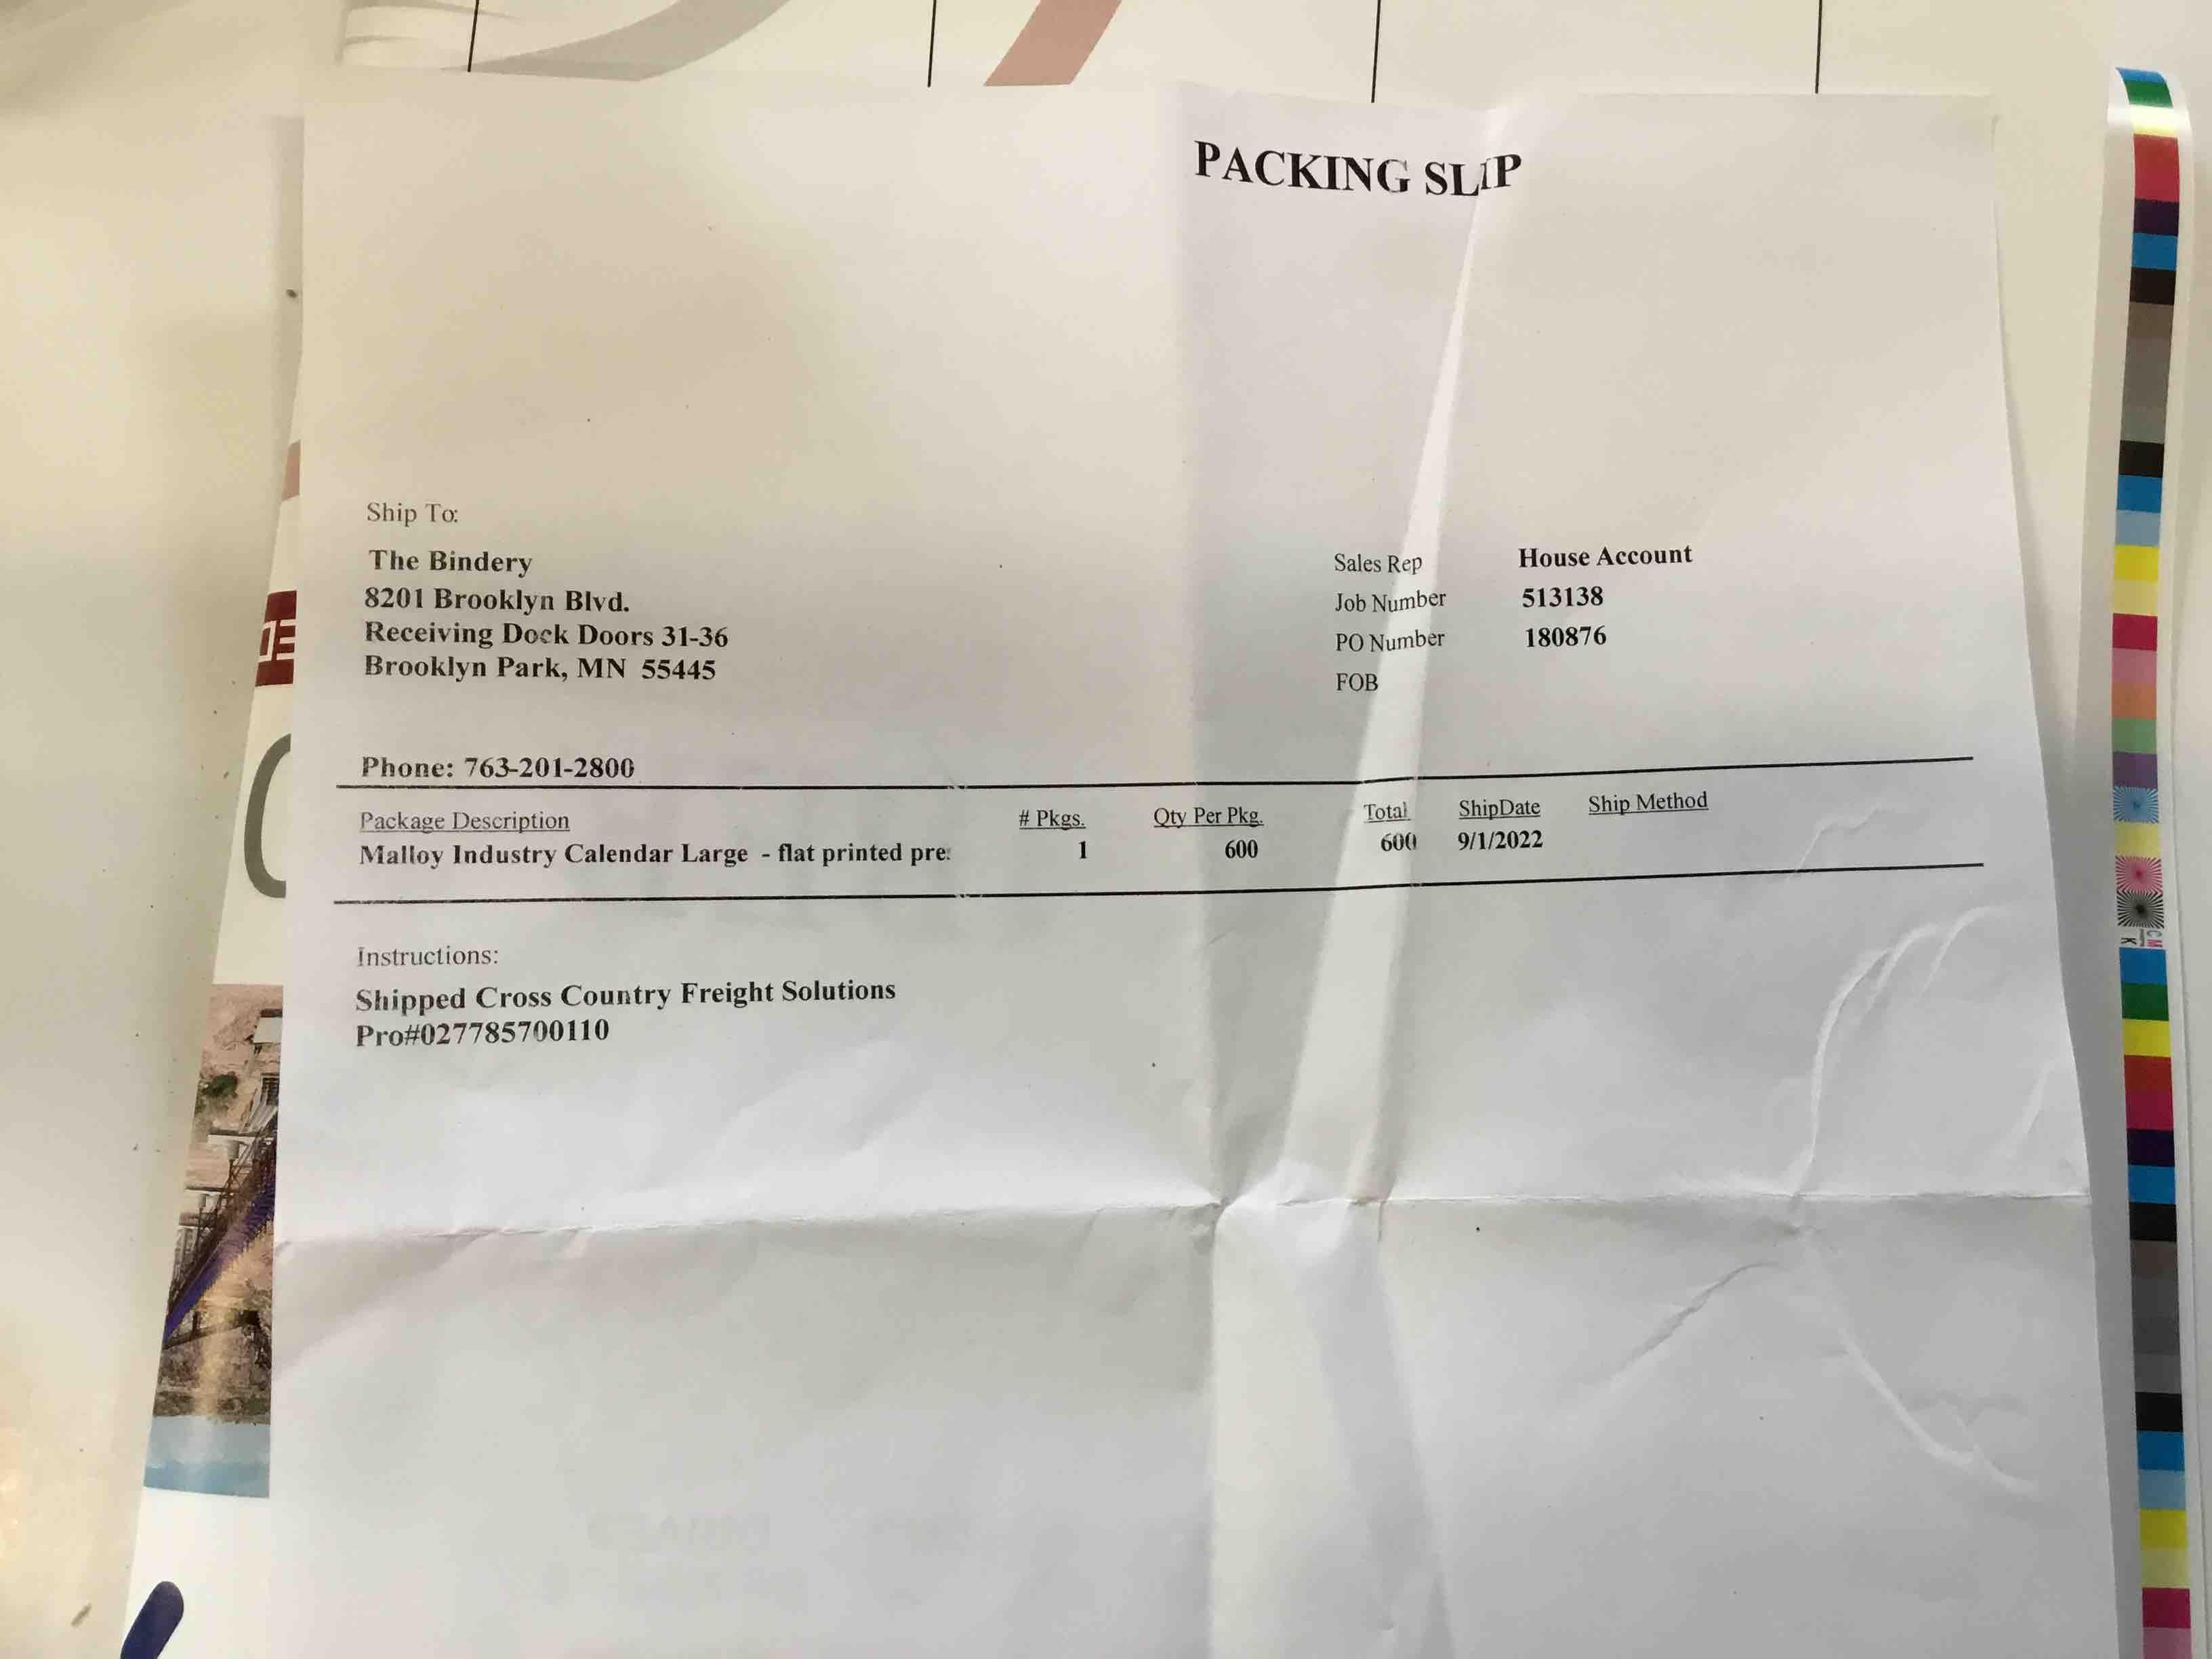 PACKING SLIP
Ship To:
The Bindery
8201 Brooklyn Blvd.
Receiving Dock Doors 31-36
Brooklyn Park, MN 55445
Sales Rep House Account
Job Number 513138
PO Number 180876
FOB
Phone: 763-201-2800
Package Description # Pkgs. Qty Per Pkg. Total ShipDate Ship Method
Malloy Industry Calendar Large - flat printed pre 1 600 600 9/1/2022
Instructions:
Shipped Cross Country Freight Solutions
Pro#027785700110